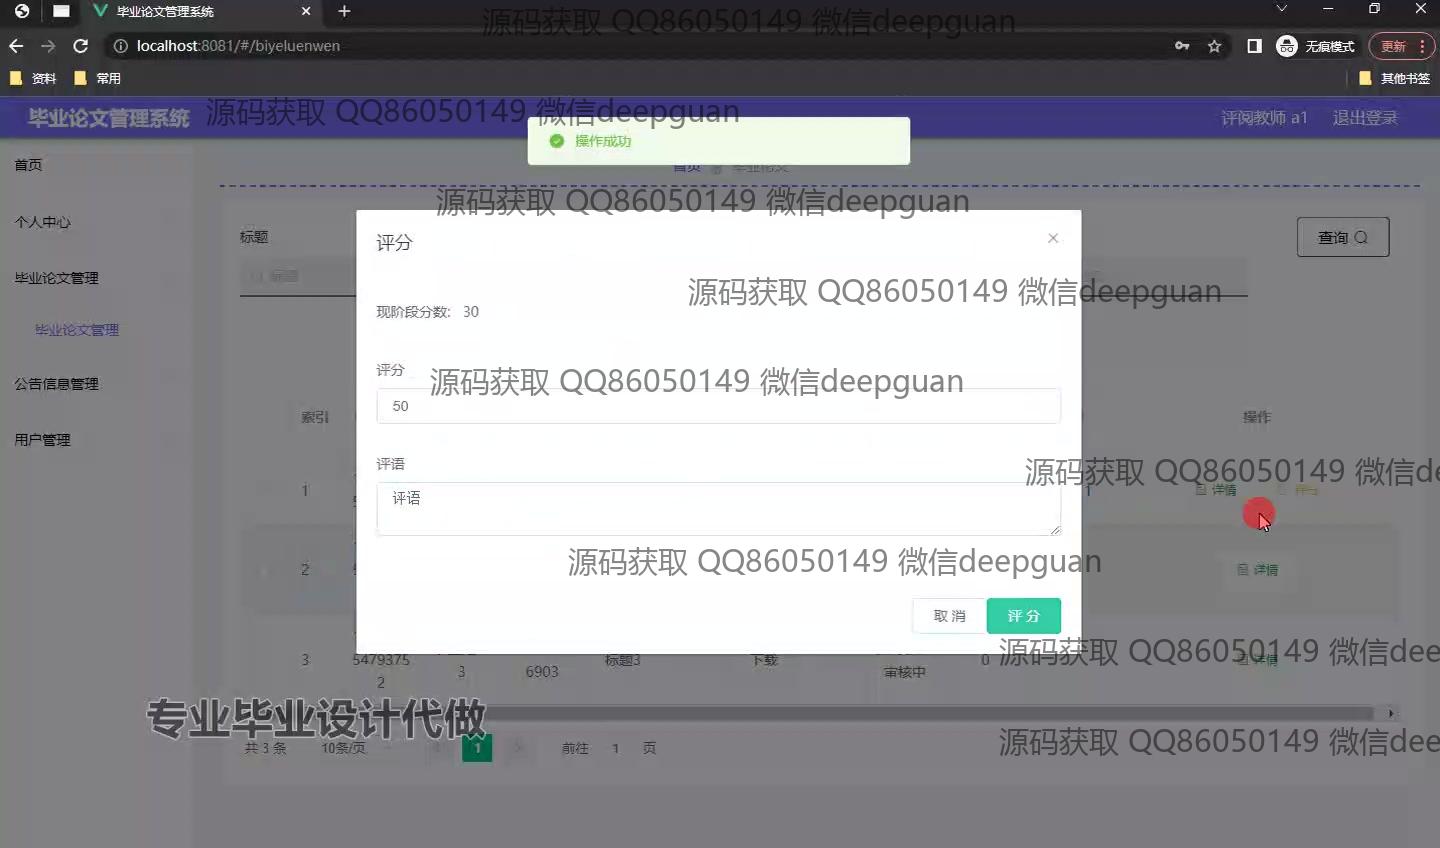 毕业论文管理系统
源码获取 QQ86050149 微信deepguan
localhost:8081/#/biyeluenwen
无痕模式
更新
资料
常用
其他书签
毕业论文管理系统
源码获取 QQ86050149 微信deepguan
评阅教师 a1
退出登录
操作成功
首页
毕业论文
首页
源码获取 QQ86050149 微信deepguan
个人中心
标题
评分
查询
毕业论文管理
标题
源码获取 QQ86050149 微信deepguan
现阶段分数: 30
毕业论文管理
评分
源码获取 QQ86050149 微信deepguan
公告信息管理
50
索引
操作
用户管理
评语
源码获取 QQ86050149 微信de
1
评语
1
详情
评分
源码获取 QQ86050149 微信deepguan
2
详情
取消
评分
源码获取 QQ86050149 微信dee
3
5479375
2
3
6903
标题3
下载
审核中
0
详情
专业毕业设计代做
源码获取 QQ86050149 微信dee
共 3 条
10条/页
1
前往
1
页